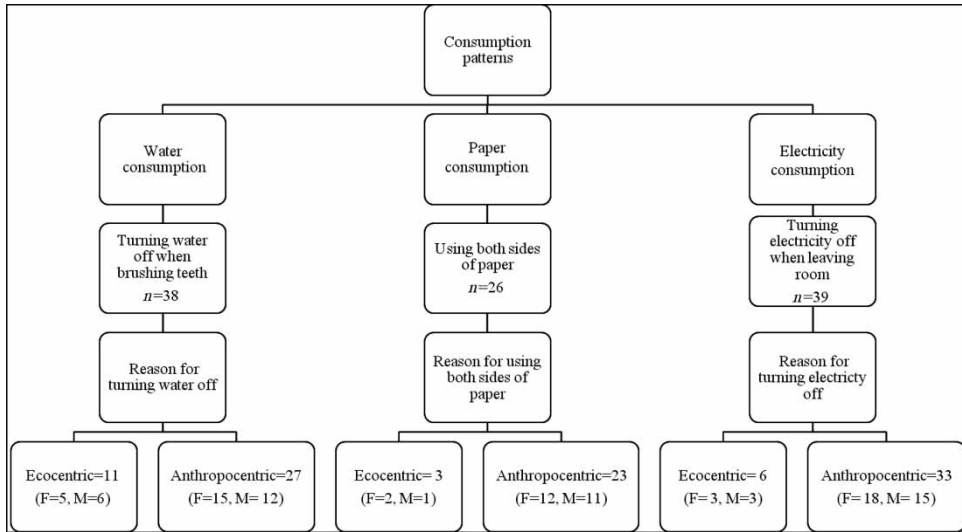 Consumption
patterns
Water
consumption
Paper
consumption
Electricity
consumption
Turning water
off when
brushing teeth
n=38
Using both sides
of paper
n=26
Turning
electricity off
when leaving
room
n=39
Reason for
turning water off
Reason for using
both sides of
paper
Reason for
turning electricty
off
Ecocentric=11
(F=5, M=6)
Anthropocentric=27
(F=15, M= 12)
Ecocentric= 3
(F=2, M=1)
Anthropocentric=23
(F=12, M=11)
Ecocentric= 6
(F= 3, M=3)
Anthropocentric=33
(F= 18, M= 15)